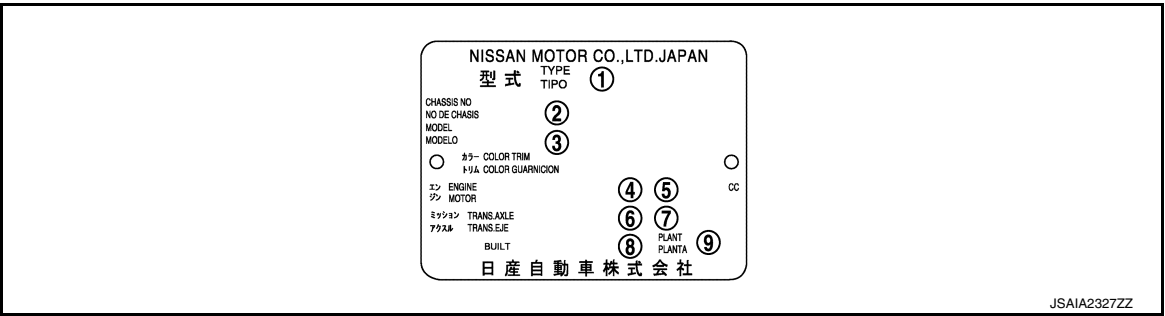 NISSAN MOTOR CO.,LTD.JAPAN
型式 TYPE ①
TIPO
CHASSIS NO
NO DE CHASIS ②
MODEL
MODELO ③
カラー COLOR TRIM
トリム COLOR GUARNICION
エン ENGINE ④ ⑤ CC
ジン MOTOR
ミッション TRANS.AXLE ⑥ ⑦
アクスル TRANS.EJE
BUILT ⑧ PLANT ⑨
PLANTA
日産自動車株式会社
JSAIA2327ZZ